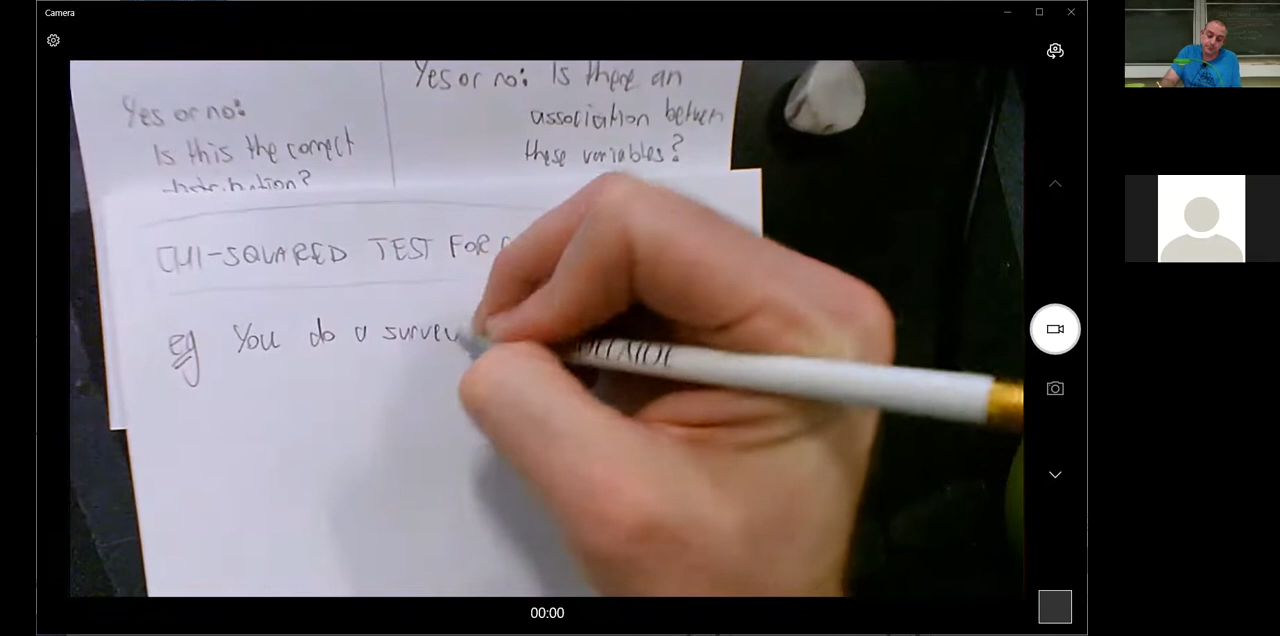 Camera
Yes or no:
Is this the correct
Yes or no: Is there an
association between
these variables?
CHI-SQUARED TEST FOR
eg You do a survey
00:00